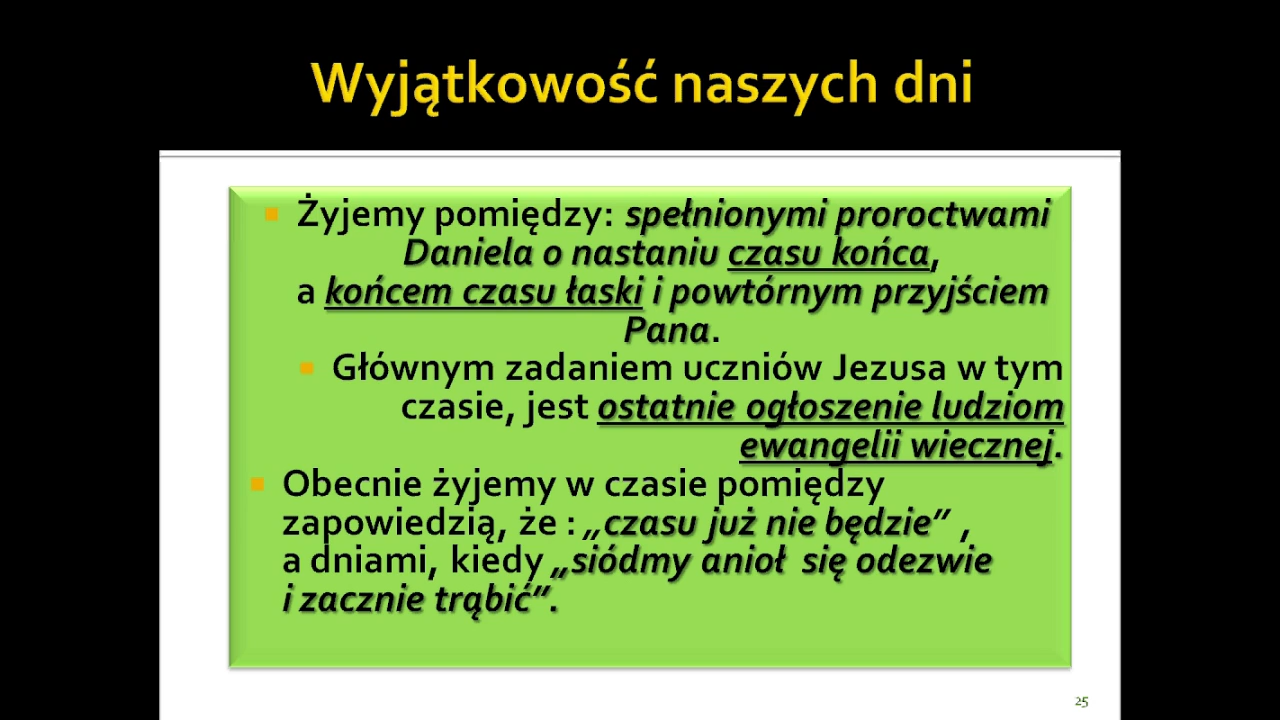 Wyjątkowość naszych dni
Żyjemy pomiędzy: spełnionymi proroctwami
Daniela o nastaniu czasu końca,
a końcem czasu łaski i powtórnym przyjściem
Pana.
Głównym zadaniem uczniów Jezusa w tym
czasie, jest ostatnie ogłoszenie ludziom
ewangelii wiecznej.
Obecnie żyjemy w czasie pomiędzy
zapowiedzią, że : „czasu już nie będzie” ,
a dniami, kiedy „siódmy anioł  się odezwie
i zacznie trąbić”.
25